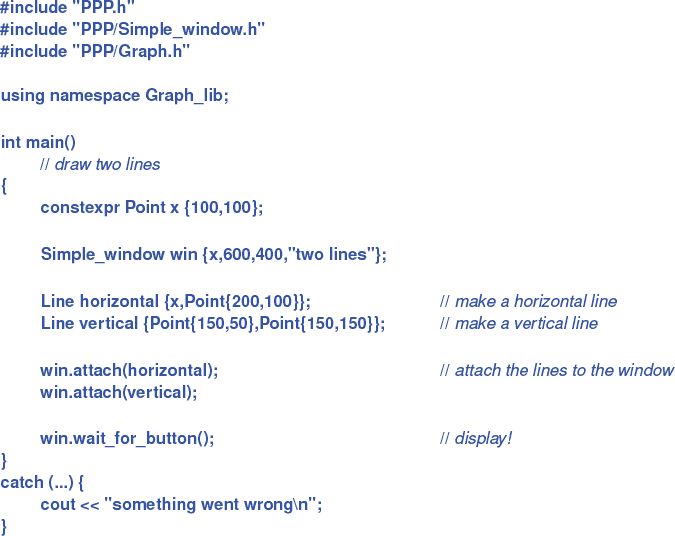 #include "PPP.h"
#include "PPP/Simple_window.h"
#include "PPP/Graph.h"
using namespace Graph_lib;
int main()
// draw two lines
{
constexpr Point x {100,100};
Simple_window win {x,600,400,"two lines"};
Line horizontal {x,Point{200,100}}; // make a horizontal line
Line vertical {Point{150,50},Point{150,150}}; // make a vertical line
win.attach(horizontal); // attach the lines to the window
win.attach(vertical);
win.wait_for_button(); // display!
}
catch (...) {
cout << "something went wrong\n";
}